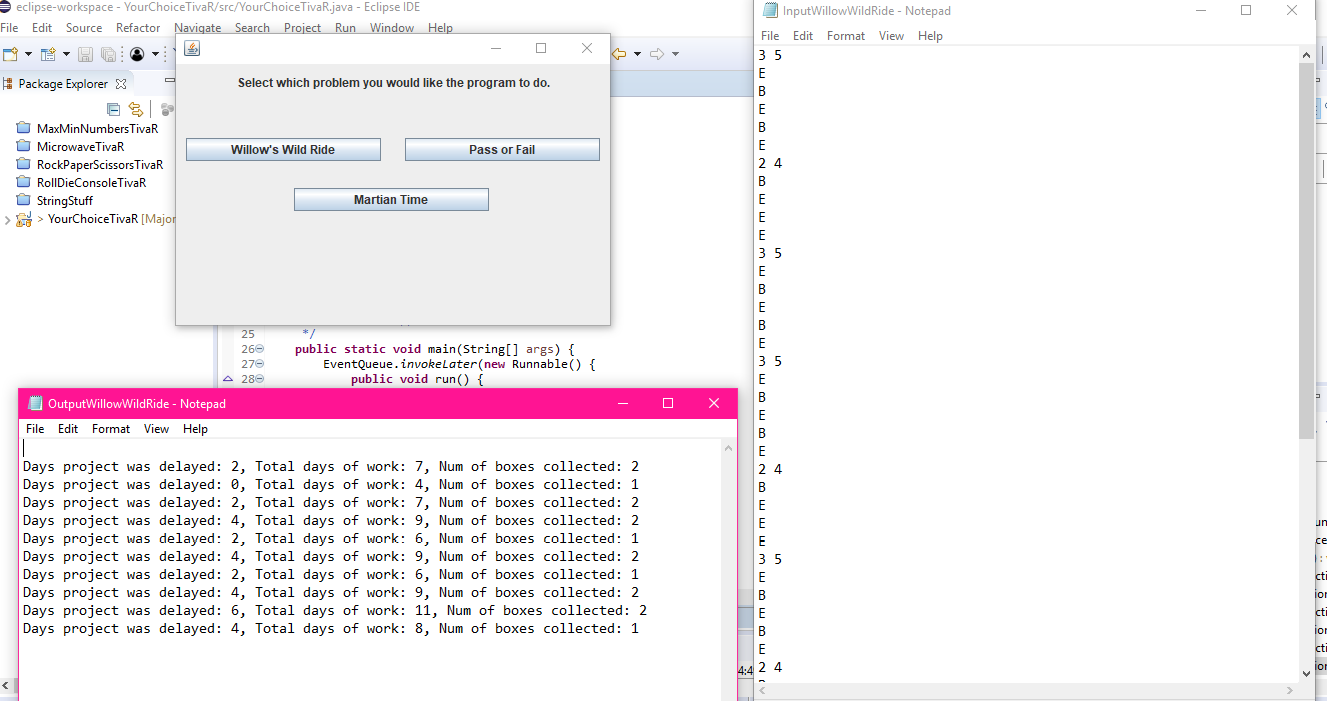 eclipse-workspace - YourChoiceTivaR/src/YourChoiceTivaR.java - Eclipse IDE
File Edit Source Refactor Navigate Search Project Run Window Help
Package Explorer
MaxMinNumbersTivaR
MicrowaveTivaR
RockPaperScissorsTivaR
RollDieConsoleTivaR
StringStuff
> YourChoiceTivaR [Major
Select which problem you would like the program to do.
Willow's Wild Ride
Pass or Fail
Martian Time
25 */
26 public static void main(String[] args) {
27 EventQueue.invokeLater(new Runnable() {
28 public void run() {
OutputWillowWildRide - Notepad
File Edit Format View Help
Days project was delayed: 2, Total days of work: 7, Num of boxes collected: 2
Days project was delayed: 0, Total days of work: 4, Num of boxes collected: 1
Days project was delayed: 2, Total days of work: 7, Num of boxes collected: 2
Days project was delayed: 4, Total days of work: 9, Num of boxes collected: 2
Days project was delayed: 2, Total days of work: 6, Num of boxes collected: 1
Days project was delayed: 4, Total days of work: 9, Num of boxes collected: 2
Days project was delayed: 2, Total days of work: 6, Num of boxes collected: 1
Days project was delayed: 4, Total days of work: 9, Num of boxes collected: 2
Days project was delayed: 6, Total days of work: 11, Num of boxes collected: 2
Days project was delayed: 4, Total days of work: 8, Num of boxes collected: 1
InputWillowWildRide - Notepad
File Edit Format View Help
3 5
E
B
E
B
E
2 4
B
E
E
E
3 5
E
B
E
B
E
3 5
E
B
E
B
E
2 4
B
E
E
E
3 5
E
B
E
B
E
2 4